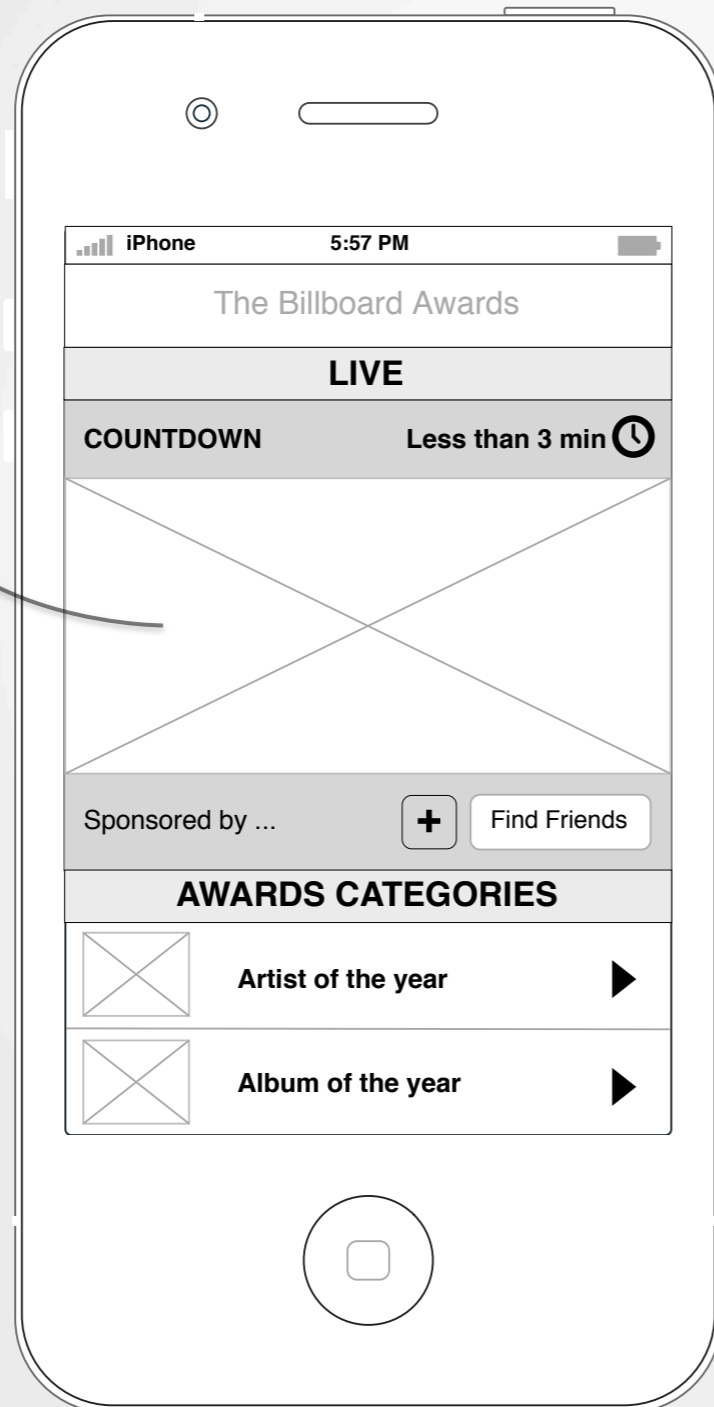 iPhone 5:57 PM
The Billboard Awards
LIVE
COUNTDOWN Less than 3 min
Sponsored by ... + Find Friends
AWARDS CATEGORIES
Artist of the year
Album of the year